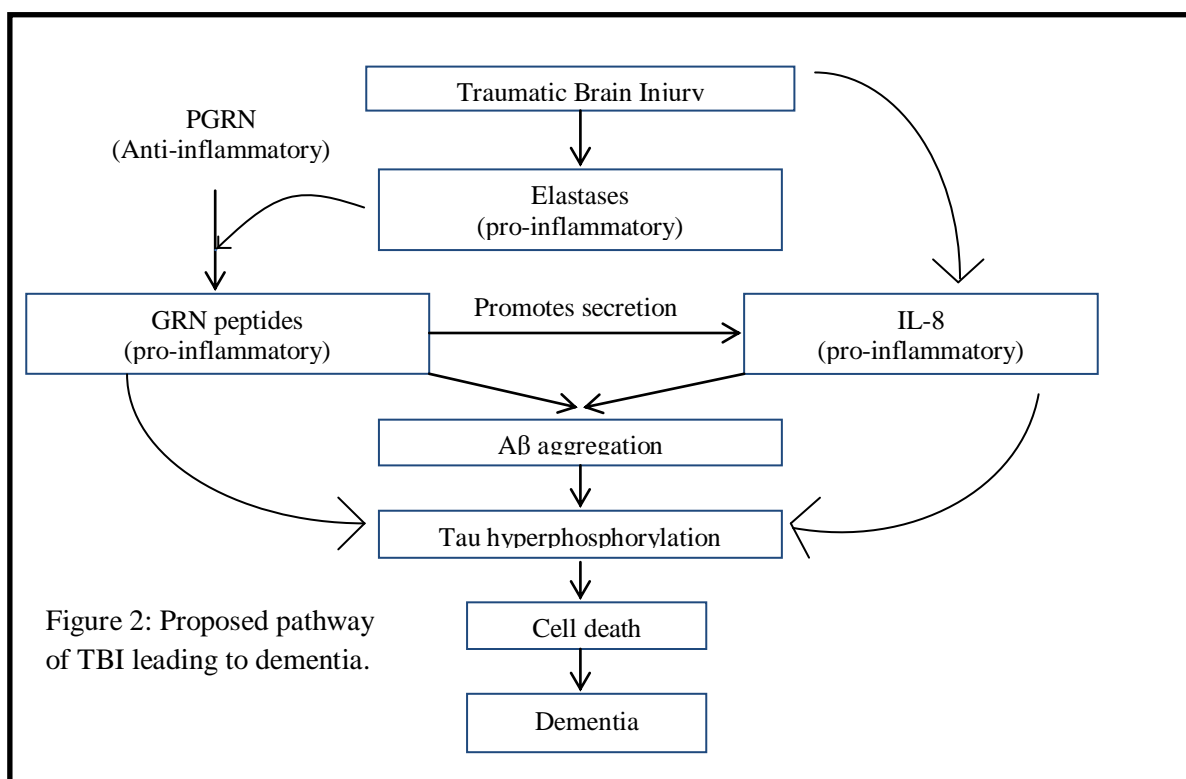 Traumatic Brain Injury
PGRN
(Anti-inflammatory)
Elastases
(pro-inflammatory)
GRN peptides
(pro-inflammatory)
Promotes secretion
IL-8
(pro-inflammatory)
Aβ aggregation
Tau hyperphosphorylation
Cell death
Dementia
Figure 2: Proposed pathway
of TBI leading to dementia.